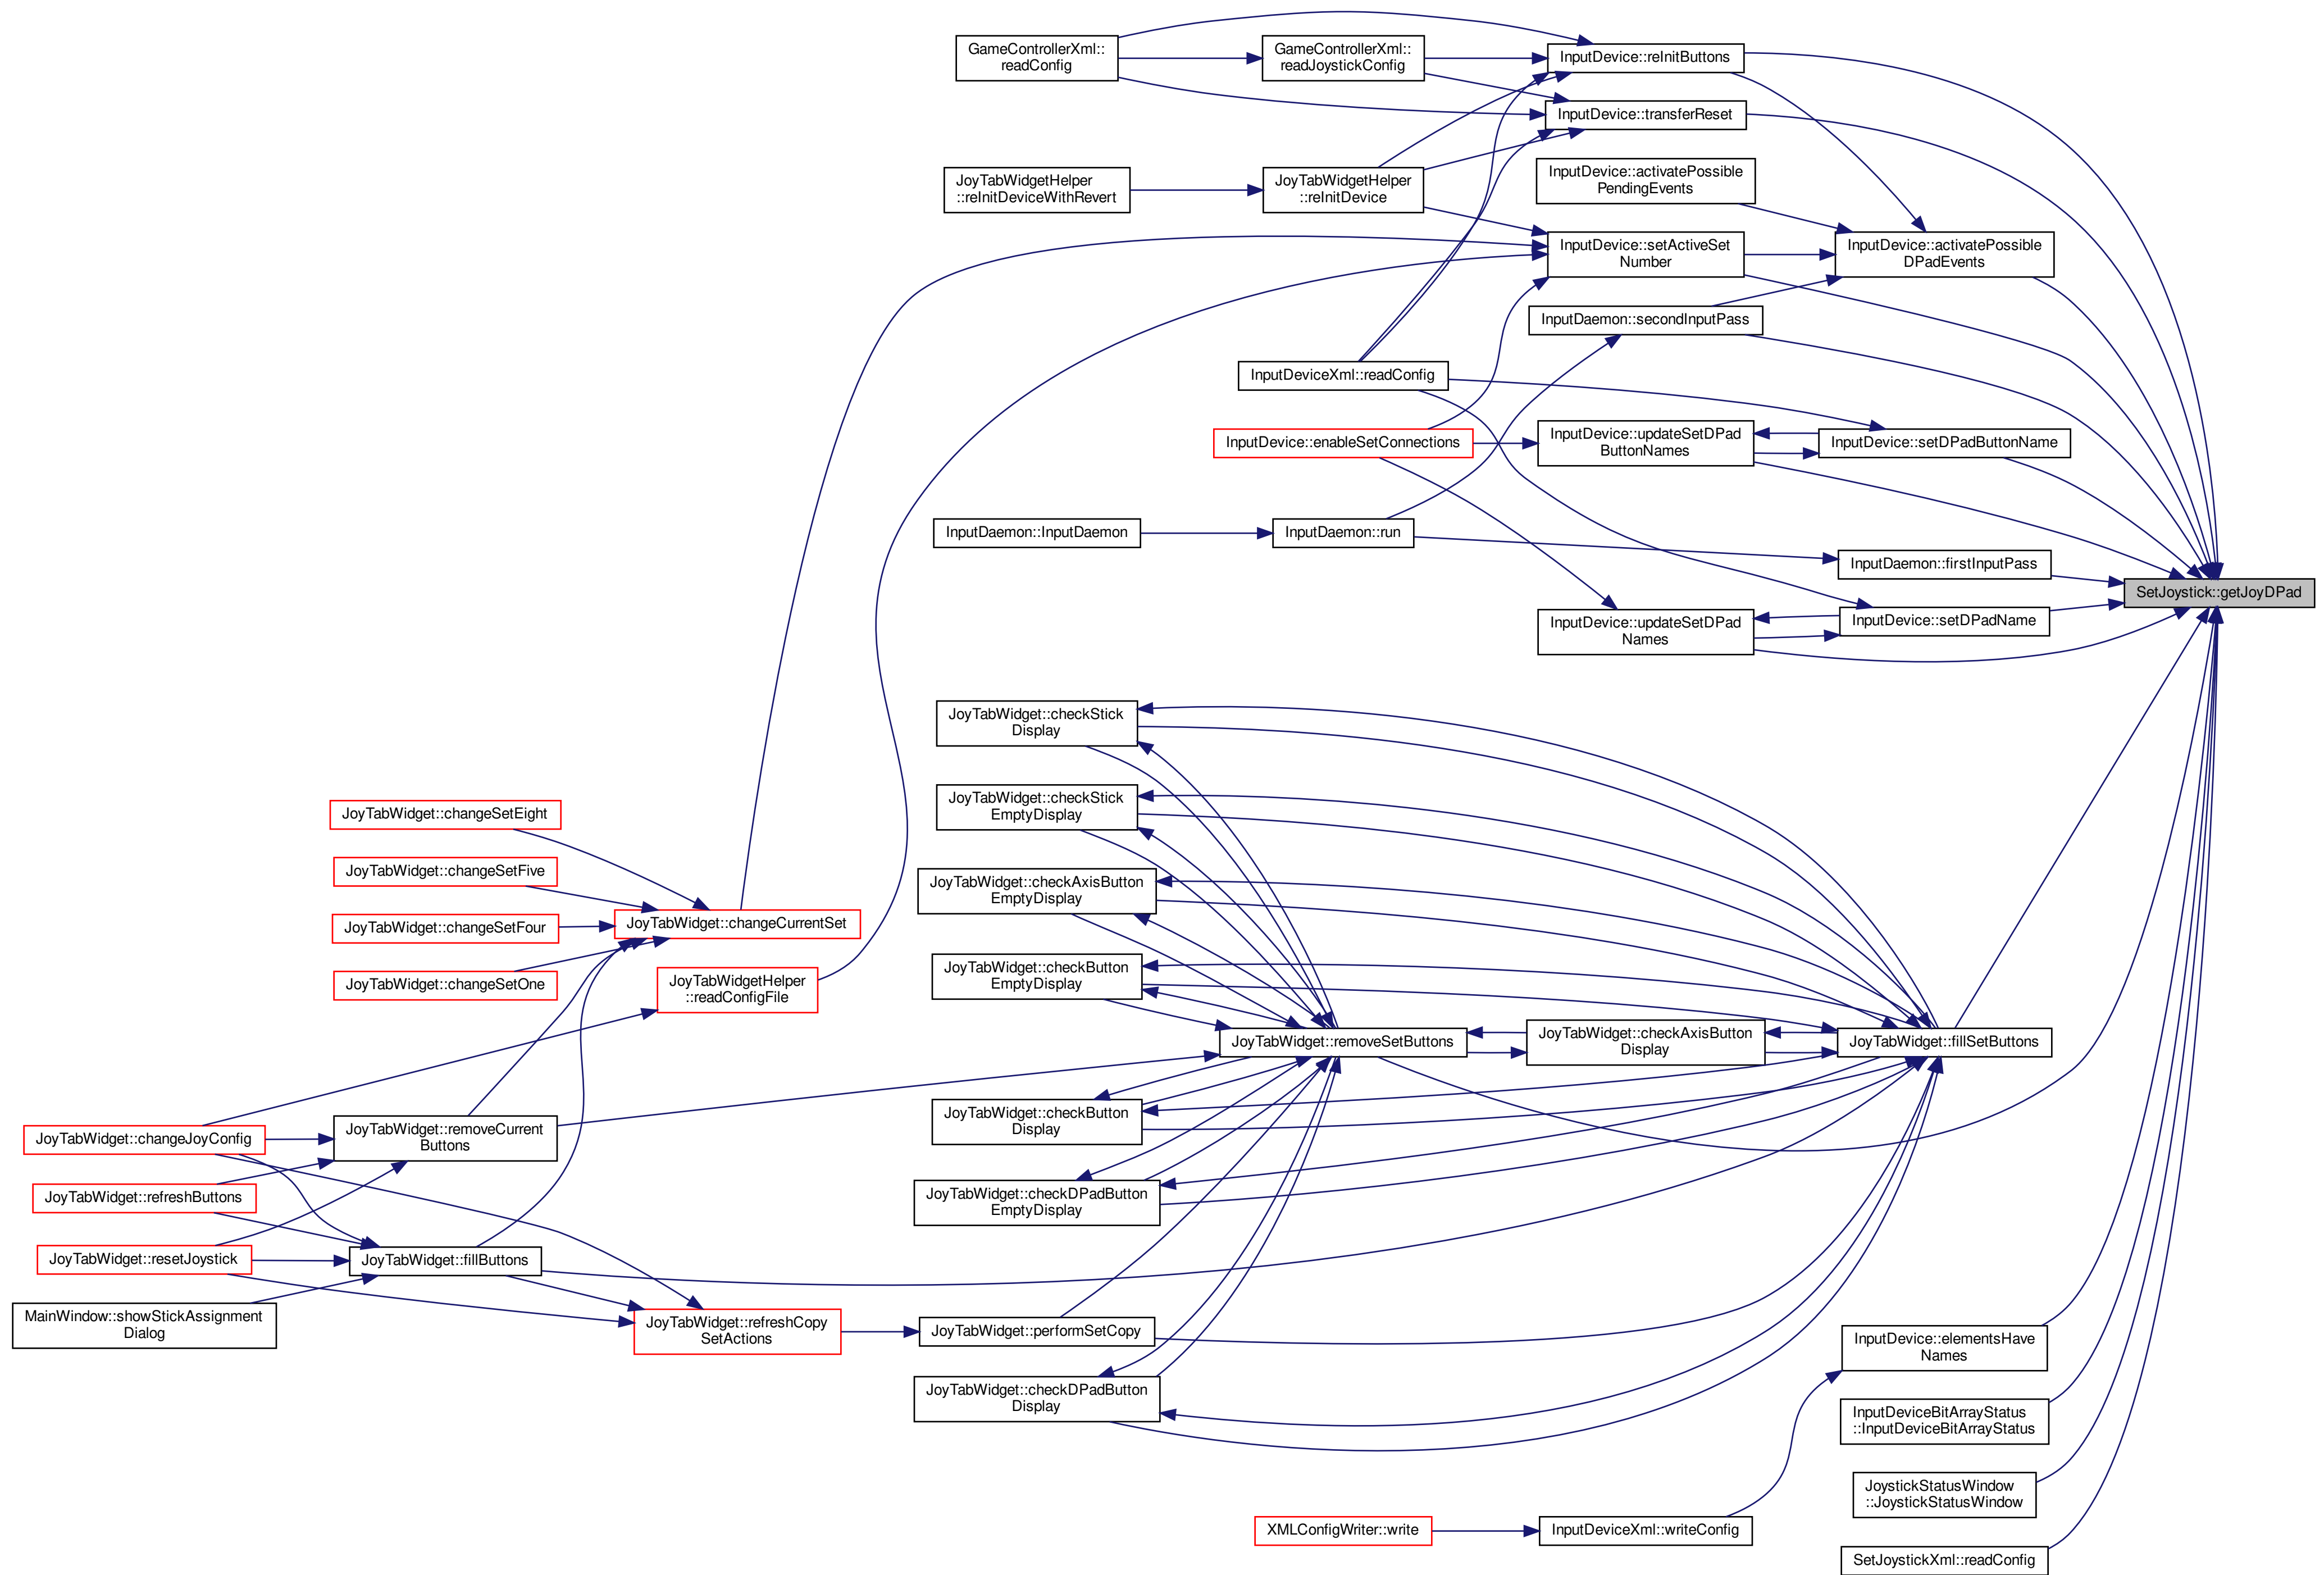 GameControllerXml::
readConfig
GameControllerXml::
readJoystickConfig
InputDevice::reInitButtons
InputDevice::transferReset
JoyTabWidgetHelper
::reInitDeviceWithRevert
JoyTabWidgetHelper
::reInitDevice
InputDevice::activatePossible
PendingEvents
InputDevice::setActiveSet
Number
InputDevice::activatePossible
DPadEvents
InputDaemon::secondInputPass
InputDeviceXml::readConfig
InputDevice::enableSetConnections
InputDevice::updateSetDPad
ButtonNames
InputDevice::setDPadButtonName
InputDaemon::InputDaemon
InputDaemon::run
InputDaemon::firstInputPass
SetJoystick::getJoyDPad
InputDevice::updateSetDPad
Names
InputDevice::setDPadName
JoyTabWidget::checkStick
Display
JoyTabWidget::checkStick
EmptyDisplay
JoyTabWidget::changeSetEight
JoyTabWidget::changeSetFive
JoyTabWidget::checkAxisButton
EmptyDisplay
JoyTabWidget::changeSetFour
JoyTabWidget::changeCurrentSet
JoyTabWidget::changeSetOne
JoyTabWidgetHelper
::readConfigFile
JoyTabWidget::checkButton
EmptyDisplay
JoyTabWidget::removeSetButtons
JoyTabWidget::checkAxisButton
Display
JoyTabWidget::fillSetButtons
JoyTabWidget::checkButton
Display
JoyTabWidget::changeJoyConfig
JoyTabWidget::removeCurrent
Buttons
JoyTabWidget::refreshButtons
JoyTabWidget::checkDPadButton
EmptyDisplay
JoyTabWidget::resetJoystick
JoyTabWidget::fillButtons
MainWindow::showStickAssignment
Dialog
JoyTabWidget::refreshCopy
SetActions
JoyTabWidget::performSetCopy
InputDevice::elementsHave
Names
JoyTabWidget::checkDPadButton
Display
InputDeviceBitArrayStatus
::InputDeviceBitArrayStatus
JoystickStatusWindow
::JoystickStatusWindow
XMLConfigWriter::write
InputDeviceXml::writeConfig
SetJoystickXml::readConfig